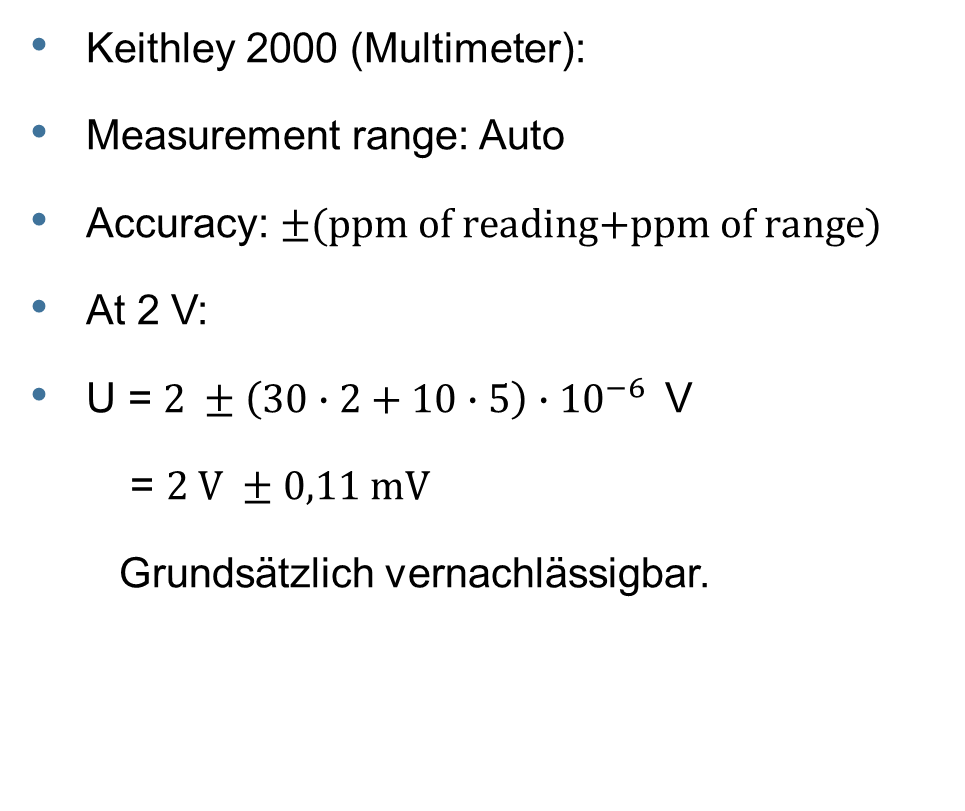 • Keithley 2000 (Multimeter):
• Measurement range: Auto
• Accuracy: ±(ppm of reading+ppm of range)
• At 2 V:
• U = 2 ± (30 · 2 + 10 · 5) · 10⁻⁶ V
= 2 V ± 0,11 mV
Grundsätzlich vernachlässigbar.